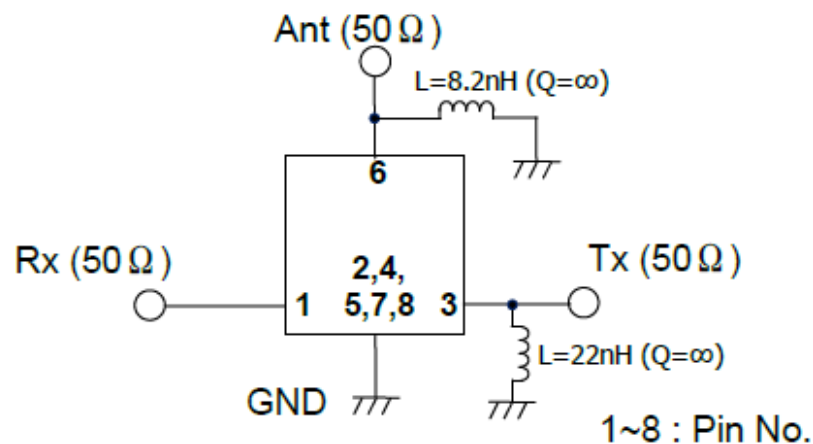 Ant (50Ω)
L=8.2nH (Q=∞)
6
Rx (50Ω)
2,4,
Tx (50Ω)
1
5,7,8
3
L=22nH (Q=∞)
GND
1~8 : Pin No.